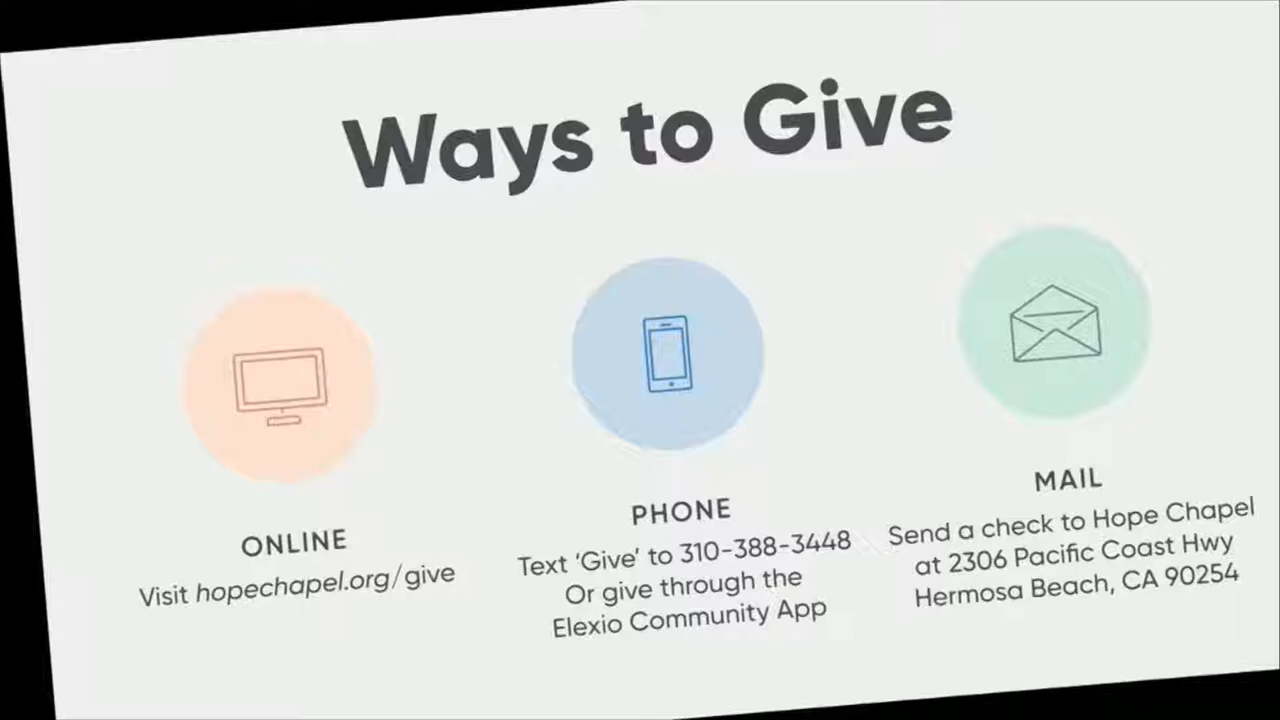 Ways to Give
ONLINE
Visit hopechapel.org/give
PHONE
Text ‘Give’ to 310-388-3448
Or give through the
Elexio Community App
MAIL
Send a check to Hope Chapel
at 2306 Pacific Coast Hwy
Hermosa Beach, CA 90254